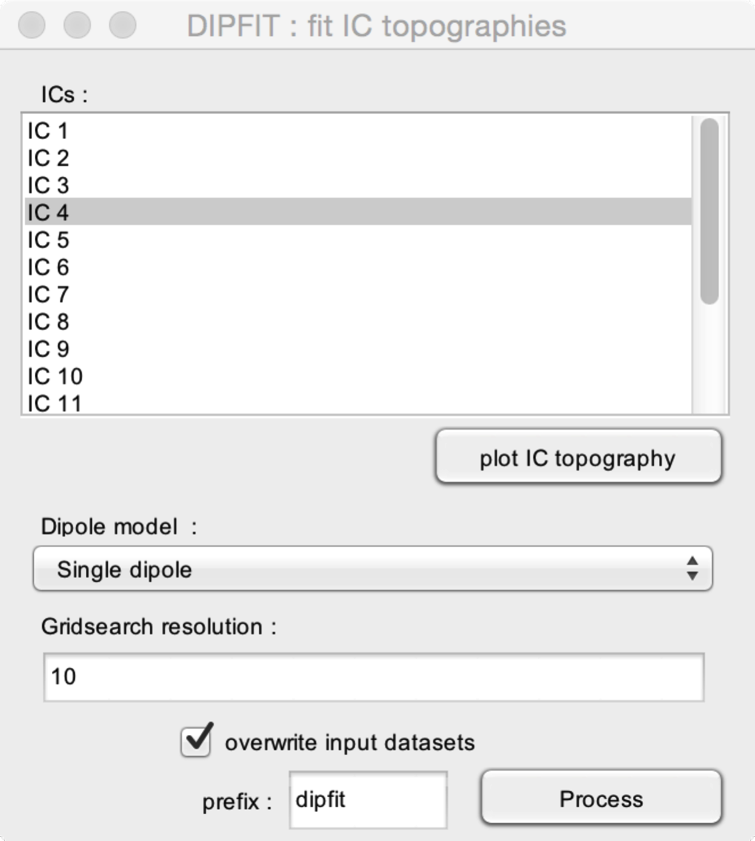 DIPFIT : fit IC topographies
ICs :
IC 1
IC 2
IC 3
IC 4
IC 5
IC 6
IC 7
IC 8
IC 9
IC 10
IC 11
plot IC topography
Dipole model :
Single dipole
Gridsearch resolution :
10
overwrite input datasets
prefix : dipfit Process